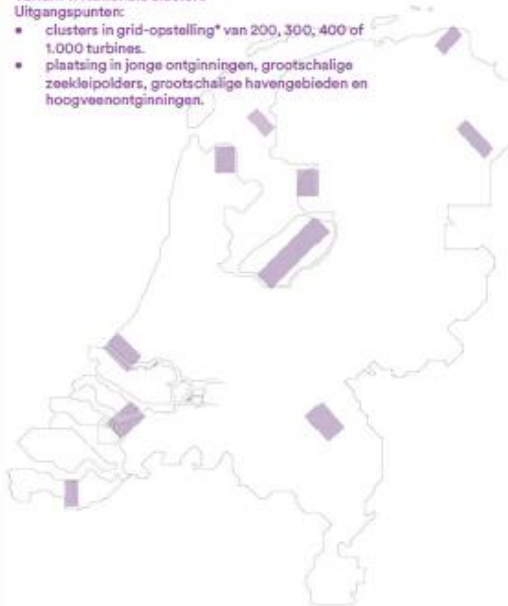 Uitgangspunten:
• clusters in grid-opstelling* van 200, 300, 400 of
1.000 turbines.
• plaatsing in jonge ontginningen, grootschalige
zeekleipolders, grootschalige havengebieden en
hoogveenontginningen.